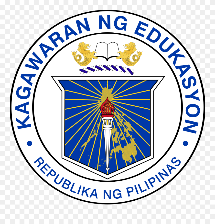 KAGAWARAN NG EDUKASYON
REPUBLIKA NG PILIPINAS